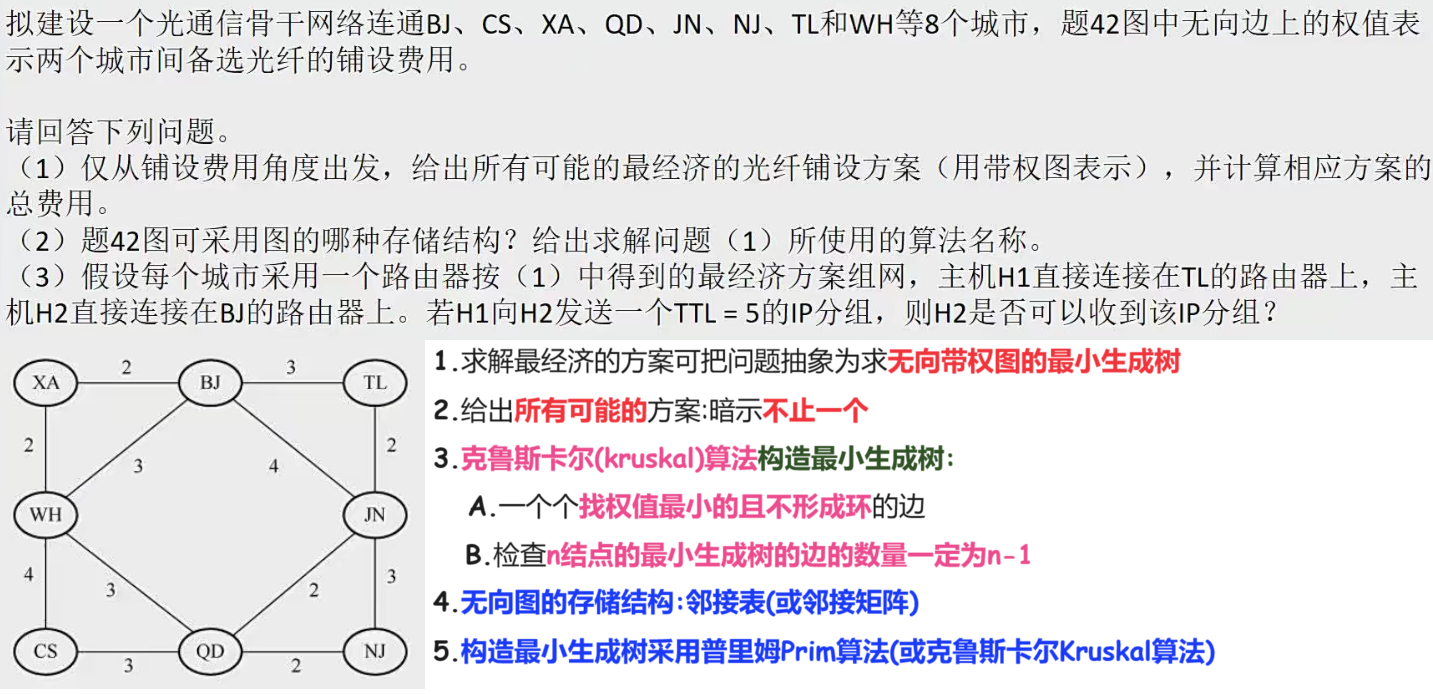 拟建设一个光通信骨干网络连通BJ、CS、XA、QD、JN、NJ、TL和WH等8个城市，题42图中无向边上的权值表
示两个城市间备选光纤的铺设费用。
请回答下列问题。
（1）仅从铺设费用角度出发，给出所有可能的最经济的光纤铺设方案（用带权图表示），并计算相应方案的
总费用。
（2）题42图可采用图的哪种存储结构？给出求解问题（1）所使用的算法名称。
（3）假设每个城市采用一个路由器按（1）中得到的最经济方案组网，主机H1直接连接在TL的路由器上，主
机H2直接连接在BJ的路由器上。若H1向H2发送一个TTL = 5的IP分组，则H2是否可以收到该IP分组？
XA 2 BJ 3 TL
2 3 4 2
WH JN
4 3 2 3
CS 3 QD 2 NJ
1.求解最经济的方案可把问题抽象为求无向带权图的最小生成树
2.给出所有可能的方案:暗示不止一个
3.克鲁斯卡尔(kruskal)算法构造最小生成树:
A.一个个找权值最小的且不形成环的边
B.检查n结点的最小生成树的边的数量一定为n-1
4.无向图的存储结构:邻接表(或邻接矩阵)
5.构造最小生成树采用普里姆Prim算法(或克鲁斯卡尔Kruskal算法)